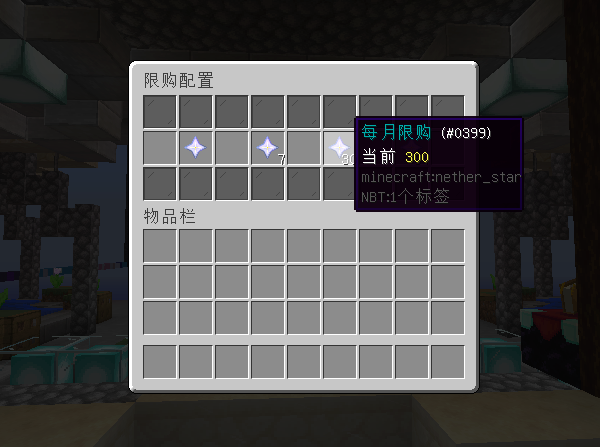 限购配置
7
30
每月限购 (#0399)
当前 300
minecraft:nether_star
NBT:1个标签
物品栏